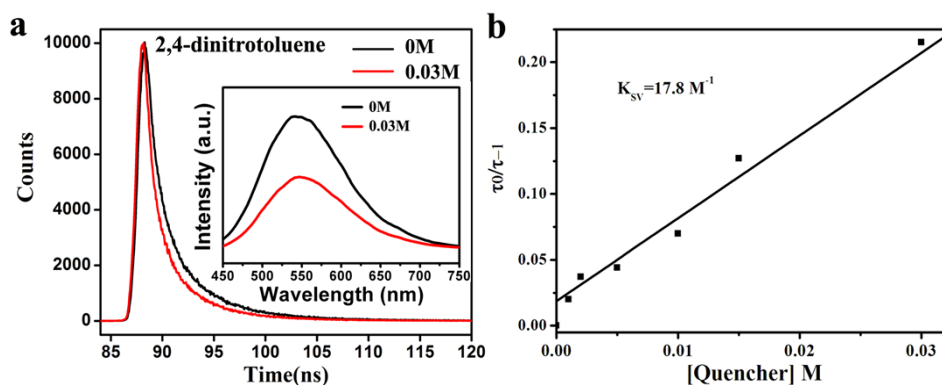 a
2,4-dinitrotoluene
0M
0.03M
Counts
10000
8000
6000
4000
2000
0
85 90 95 100 105 110 115 120
Time(ns)
0M
0.03M
Intensity (a.u.)
450 500 550 600 650 700 750
Wavelength (nm)
b
K_SV=17.8 M^-1
τ0/τ−1
0.20
0.15
0.10
0.05
0.00
0.00 0.01 0.02 0.03
[Quencher] M